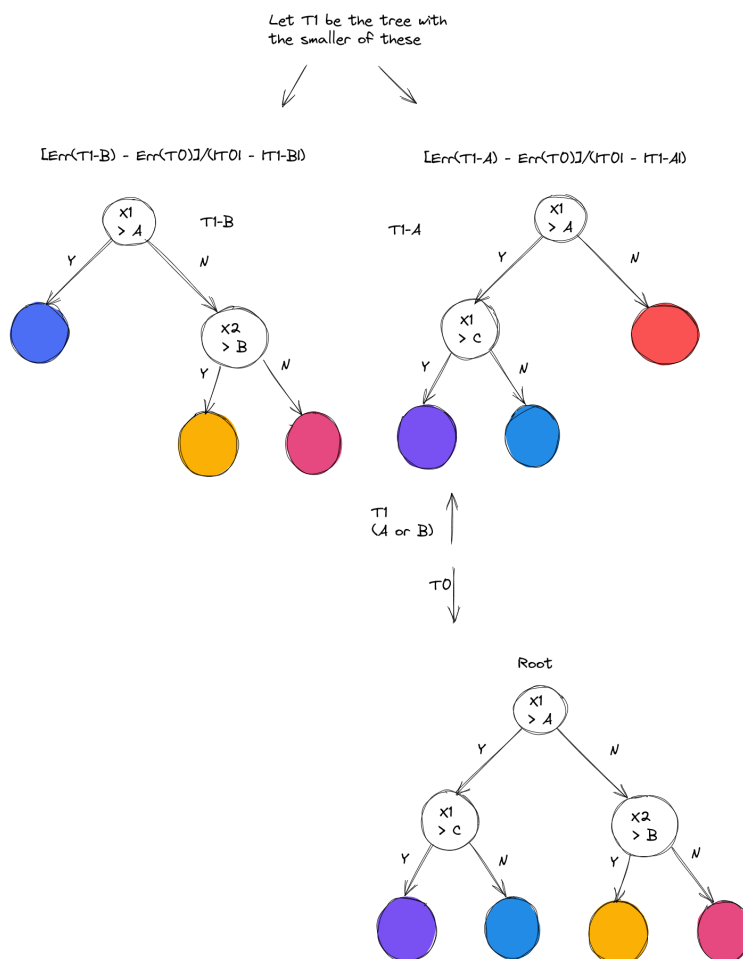 Let T1 be the tree with
the smaller of these
[Err(T1-B) - Err(T0)]/(|T0| - |T1-B|)
[Err(T1-A) - Err(T0)]/(|T0| - |T1-A|)
x1
> A
T1-B
Y
N
x2
> B
Y
N
T1-A
x1
> A
Y
N
x1
> C
Y
N
T1
(A or B)
T0
Root
x1
> A
Y
N
x1
> C
Y
N
x2
> B
Y
N